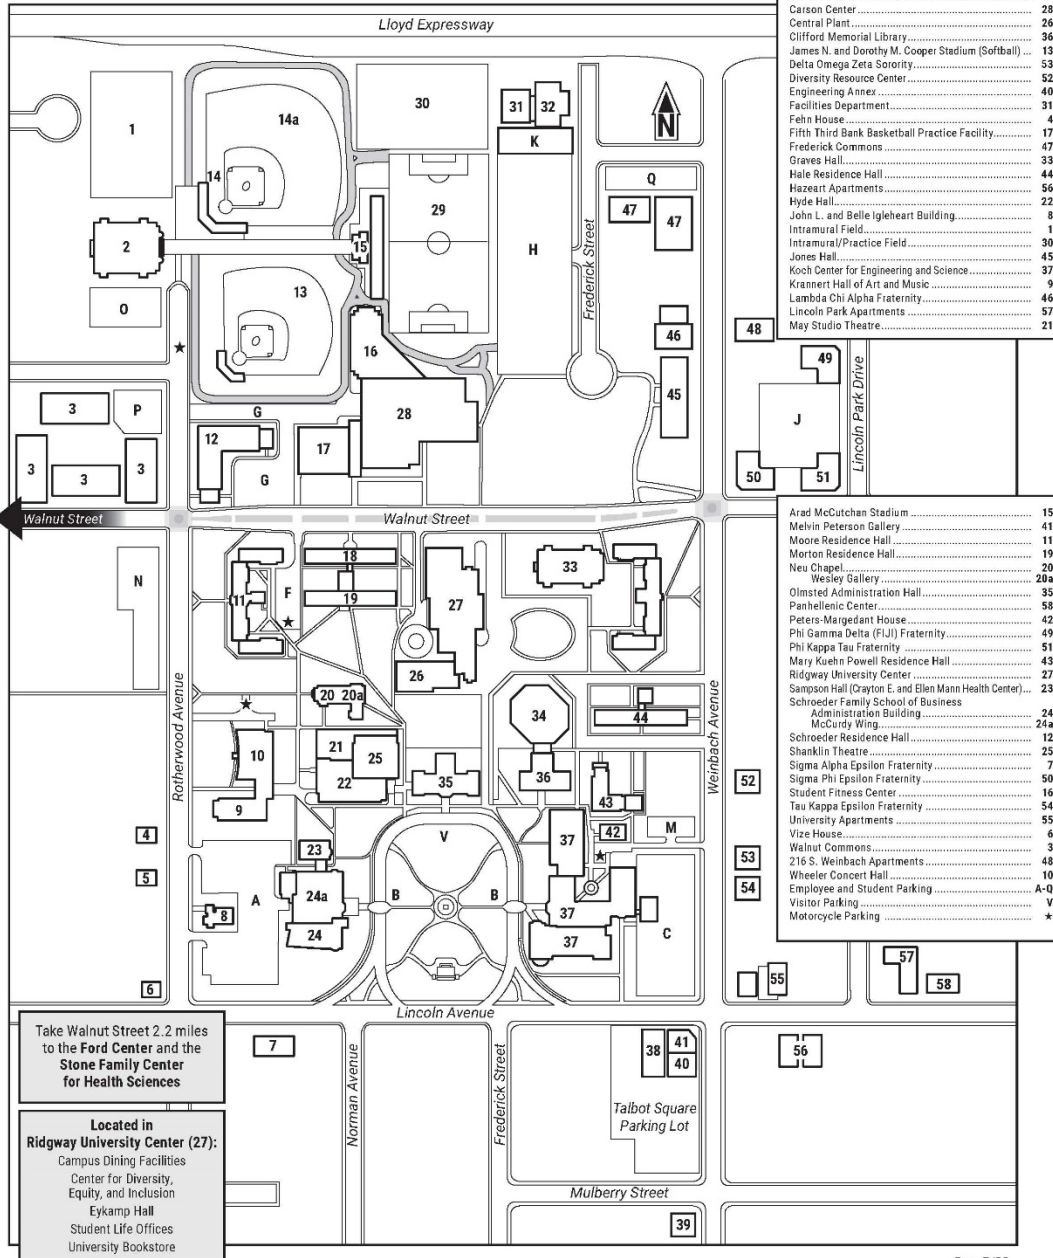 Lloyd Expressway
Carson Center 28
Central Plant 26
Clifford Memorial Library 36
James N. and Dorothy M. Cooper Stadium (Softball) 13
Delta Omega Zeta Sorority 53
Diversity Resource Center 52
Engineering Annex 40
Facilities Department 31
Fehn House 4
Fifth Third Bank Basketball Practice Facility 17
Frederick Commons 47
Graves Hall 33
Hale Residence Hall 44
Hazeart Apartments 56
Hyde Hall 22
John L. and Belle Igleheart Building 8
Intramural Field 1
Intramural/Practice Field 30
Jones Hall 45
Koch Center for Engineering and Science 37
Krannert Hall of Art and Music 9
Lambda Chi Alpha Fraternity 46
Lincoln Park Apartments 57
May Studio Theatre 21
N
1
14a
30
31
32
K
14
Q
47
47
29
2
15
H
Frederick Street
13
O
★
16
46
48
49
45
Lincoln Park Drive
3
P
G
28
J
12
17
3
3
3
G
50
51
Walnut Street
Walnut Street
Arad McCutchan Stadium 15
Melvin Peterson Gallery 41
Moore Residence Hall 11
Morton Residence Hall 19
Neu Chapel 20
Wesley Gallery 20a
Olmsted Administration Hall 35
Panhellenic Center 58
Peters-Margedant House 42
Phi Gamma Delta (FIJI) Fraternity 49
Phi Kappa Tau Fraternity 51
Mary Kuehn Powell Residence Hall 43
Ridgway University Center 27
Sampson Hall (Crayton E. and Ellen Mann Health Center) 23
Schroeder Family School of Business
Administration Building 24
McCurdy Wing 24a
Schroeder Residence Hall 12
Shanklin Theatre 25
Sigma Alpha Epsilon Fraternity 7
Sigma Phi Epsilon Fraternity 50
Student Fitness Center 16
Tau Kappa Epsilon Fraternity 54
University Apartments 55
Vize House 6
Walnut Commons 3
216 S. Weinbach Apartments 48
Wheeler Concert Hall 10
Employee and Student Parking A-Q
Visitor Parking V
Motorcycle Parking ★
N
18
33
11
F
19
27
★
26
Rotherwood Avenue
20 20a
★
34
44
Weinbach Avenue
10
21
25
22
35
36
52
9
43
4
V
37
42
M
23
★
53
5
24a
A
B
B
54
8
37
C
24
37
57
55
58
6
Lincoln Avenue
Take Walnut Street 2.2 miles
to the Ford Center and the
Stone Family Center
for Health Sciences
7
Norman Avenue
Frederick Street
38
41
40
56
Talbot Square
Parking Lot
Located in
Ridgway University Center (27):
Campus Dining Facilities
Center for Diversity,
Equity, and Inclusion
Eykamp Hall
Student Life Offices
University Bookstore
Mulberry Street
39